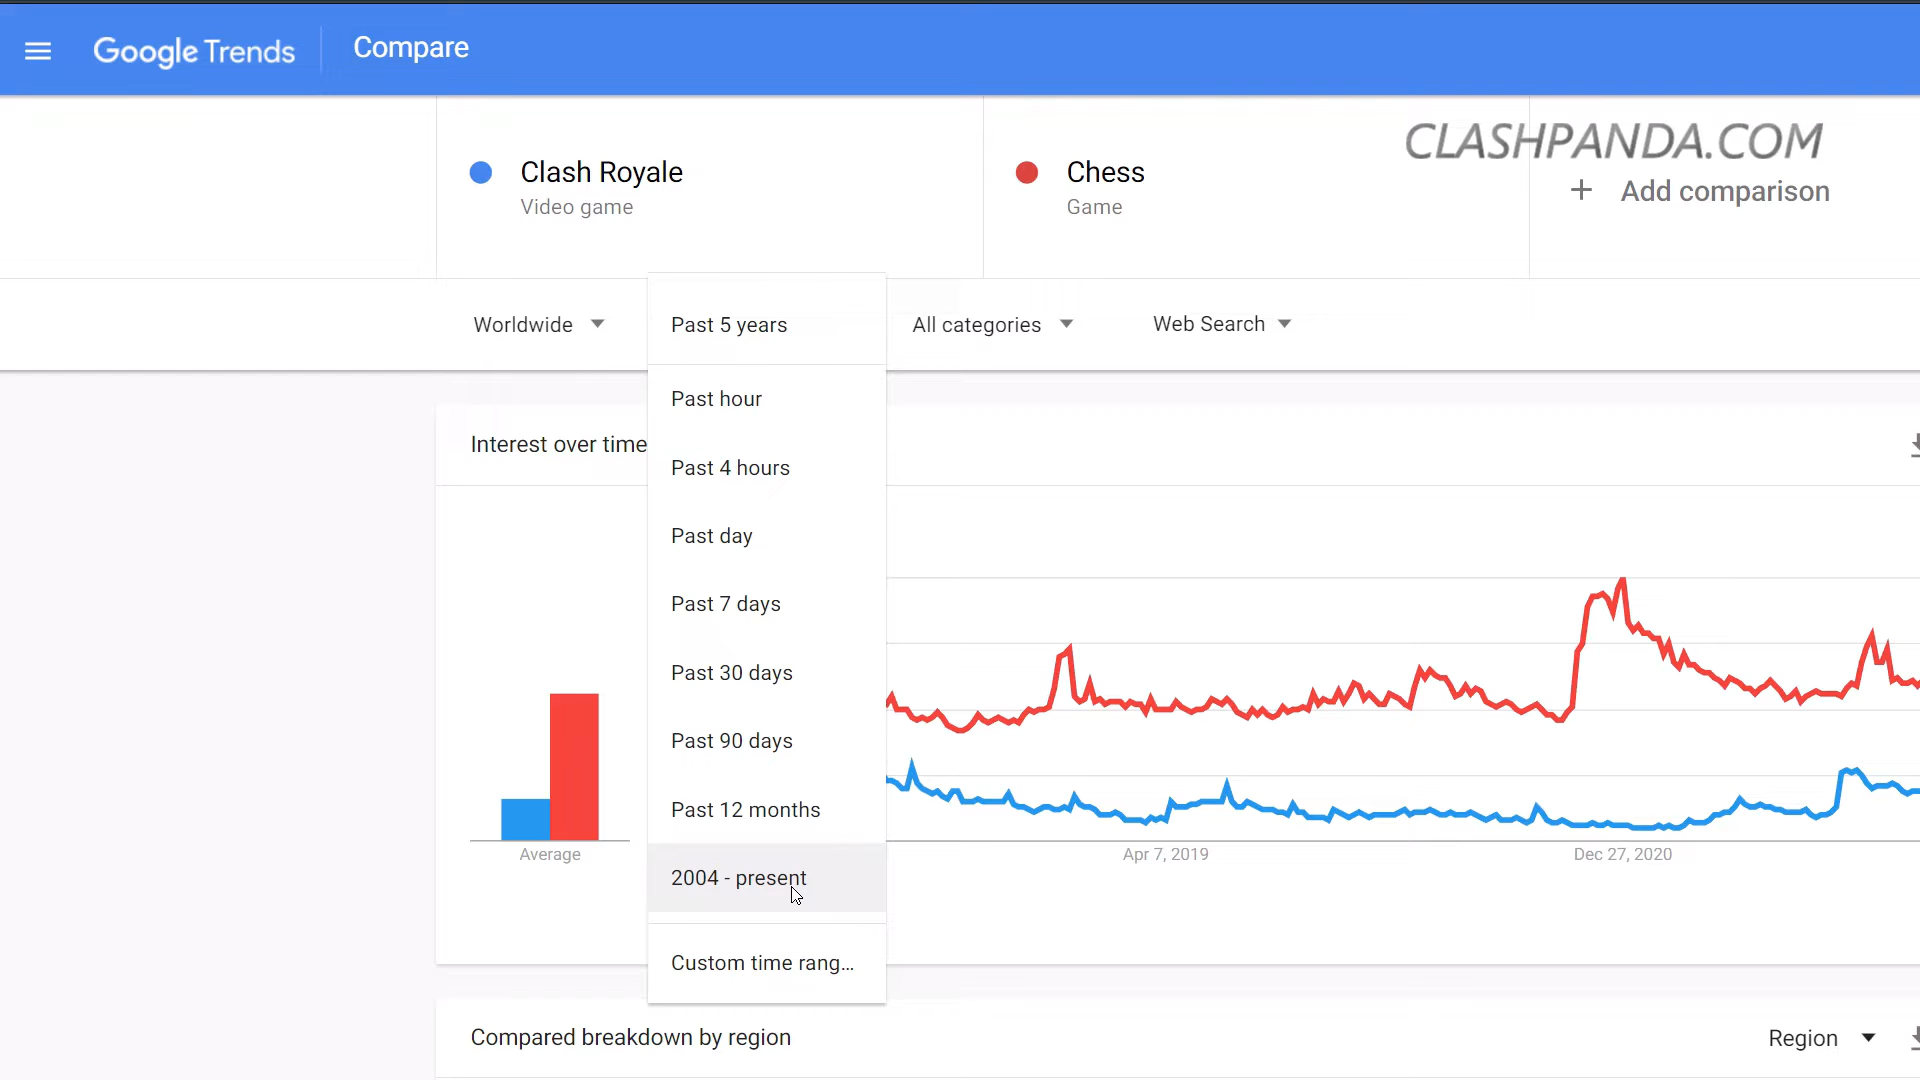 Google Trends
Compare
CLASHPANDA.COM
Clash Royale
Video game
Chess
Game
+ Add comparison
Worldwide
Past 5 years
All categories
Web Search
Past hour
Interest over time
Past 4 hours
Past day
Past 7 days
Past 30 days
Past 90 days
Past 12 months
Average
Apr 7, 2019
Dec 27, 2020
2004 - present
Custom time rang...
Compared breakdown by region
Region